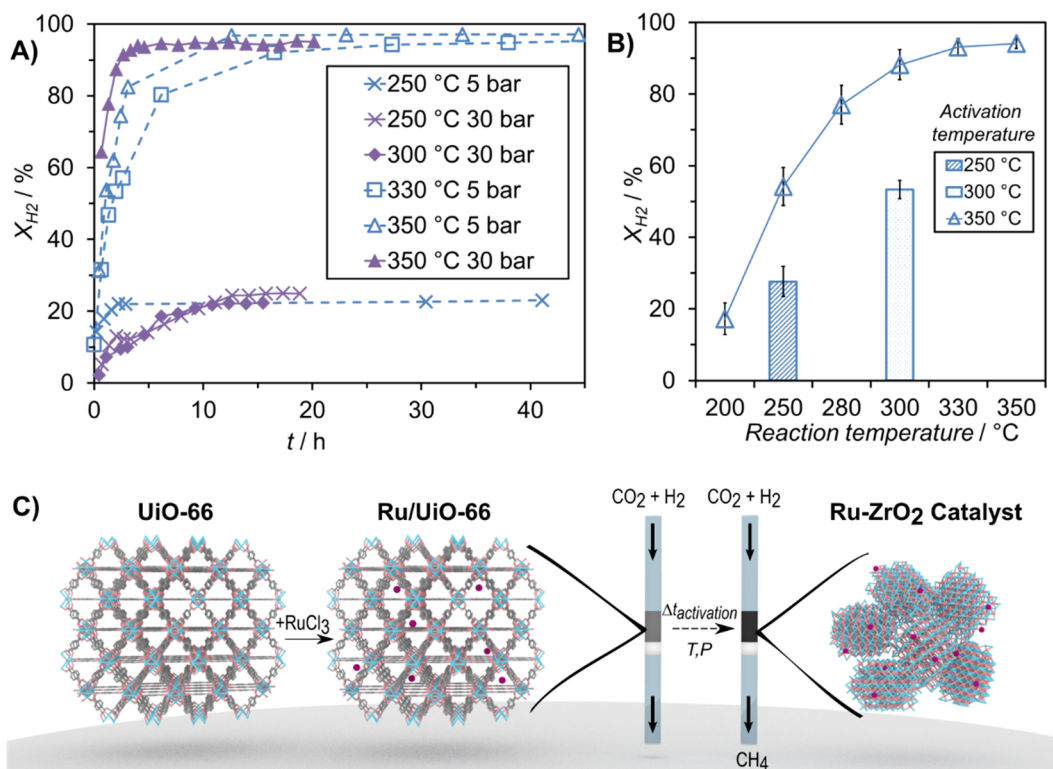 A)
100
80
60
40
20
0
X_H2 / %
0
10
20
30
40
t / h
250 °C 5 bar
250 °C 30 bar
300 °C 30 bar
330 °C 5 bar
350 °C 5 bar
350 °C 30 bar
B)
100
80
60
40
20
0
X_H2 / %
200
250
280
300
330
350
Reaction temperature / °C
Activation
temperature
250 °C
300 °C
350 °C
C)
UiO-66
+RuCl₃
Ru/UiO-66
CO₂ + H₂
CO₂ + H₂
Δt_activation
T,P
CH₄
Ru-ZrO₂ Catalyst